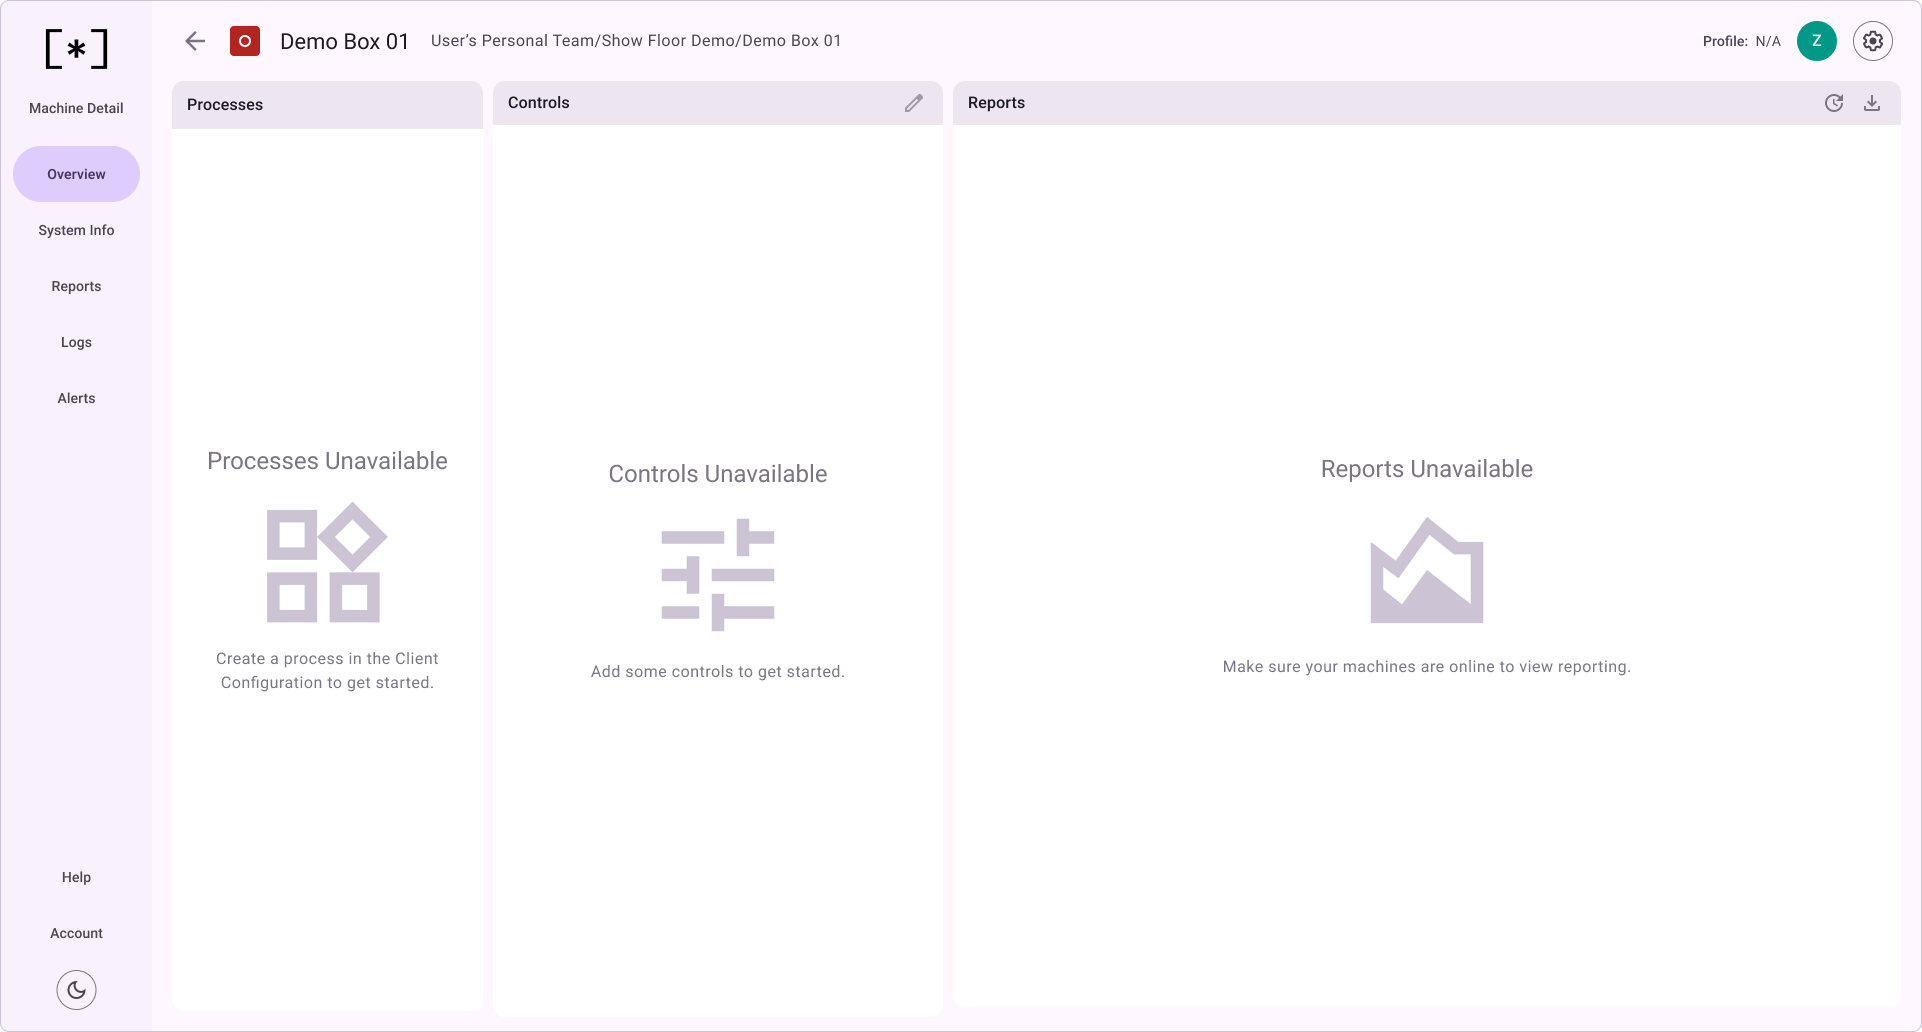 [*]
Machine Detail
Overview
System Info
Reports
Logs
Alerts
Help
Account
Demo Box 01
User’s Personal Team/Show Floor Demo/Demo Box 01
Profile: N/A
Z
Processes
Processes Unavailable
Create a process in the Client
Configuration to get started.
Controls
Controls Unavailable
Add some controls to get started.
Reports
Reports Unavailable
Make sure your machines are online to view reporting.